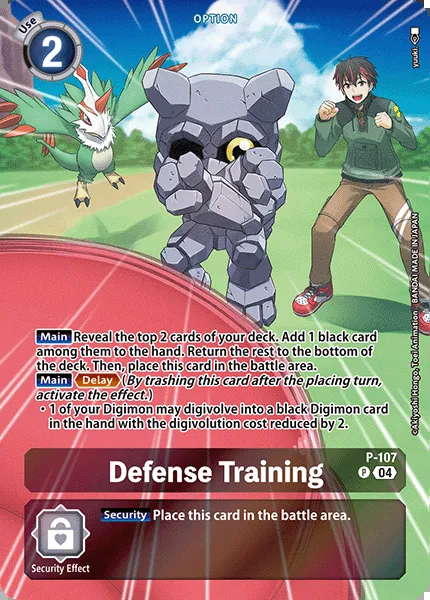 OPTION
Use
2
yuuki
Main Reveal the top 2 cards of your deck. Add 1 black card
among them to the hand. Return the rest to the bottom of
the deck. Then, place this card in the battle area.
Main Delay (By trashing this card after the placing turn,
activate the effect.)
• 1 of your Digimon may digivolve into a black Digimon card
in the hand with the digivolution cost reduced by 2.
©Akiyoshi Hongo, Toei Animation BANDAI MADE IN JAPAN
P-107
Defense Training
P 04
Security Place this card in the battle area.
Security Effect